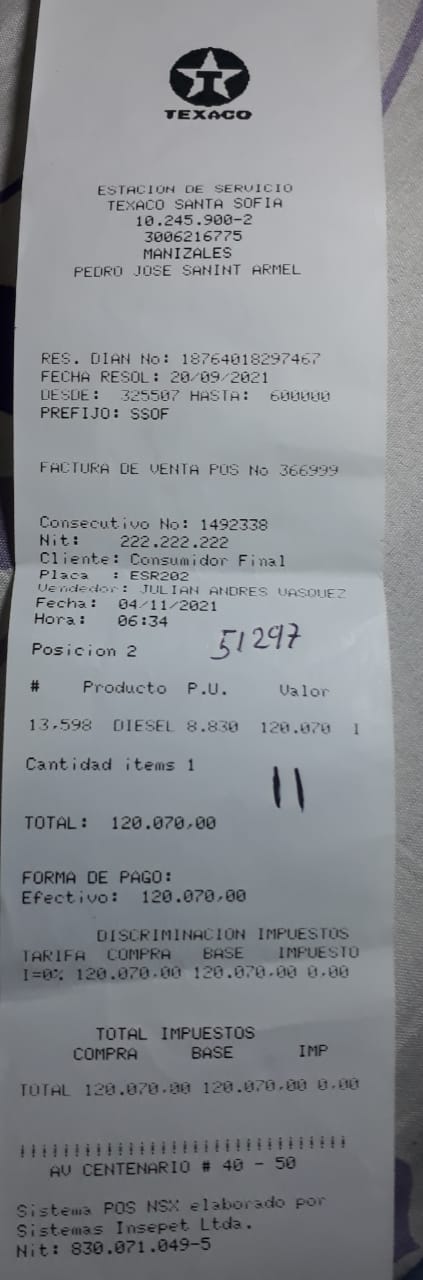 TEXACO
ESTACION DE SERVICIO
TEXACO SANTA SOFIA
10.245.900-2
3006216775
MANIZALES
PEDRO JOSE SANINT ARMEL
RES. DIAN No: 18764018297467
FECHA RESOL: 20/09/2021
DESDE: 325507 HASTA: 600000
PREFIJO: SSOF
FACTURA DE VENTA POS No 366999
Consecutivo No: 1492338
Nit: 222.222.222
Cliente: Consumidor Final
Placa : ESR202
Vendedor: JULIAN ANDRES VASQUEZ
Fecha: 04/11/2021
Hora: 06:34
51297
Posicion 2
# Producto P.U. Valor
13,598 DIESEL 8.830 120.070 I
Cantidad items 1
11
TOTAL: 120.070,00
FORMA DE PAGO:
Efectivo: 120.070,00
DISCRIMINACION IMPUESTOS
TARIFA COMPRA BASE IMPUESTO
I=0% 120.070,00 120.070,00 0,00
TOTAL IMPUESTOS
COMPRA BASE IMP
TOTAL 120.070,00 120.070,00 0,00
AV CENTENARIO # 40 - 50
Sistema POS NSX elaborado por
Sistemas Insepet Ltda.
Nit: 830.071.049-5